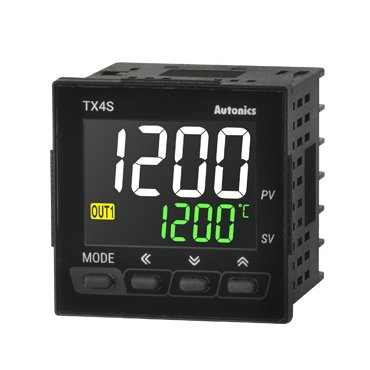 TX4S Autonics
1200
PV
OUT1 1200 °C
SV
MODE « ︾ ︽